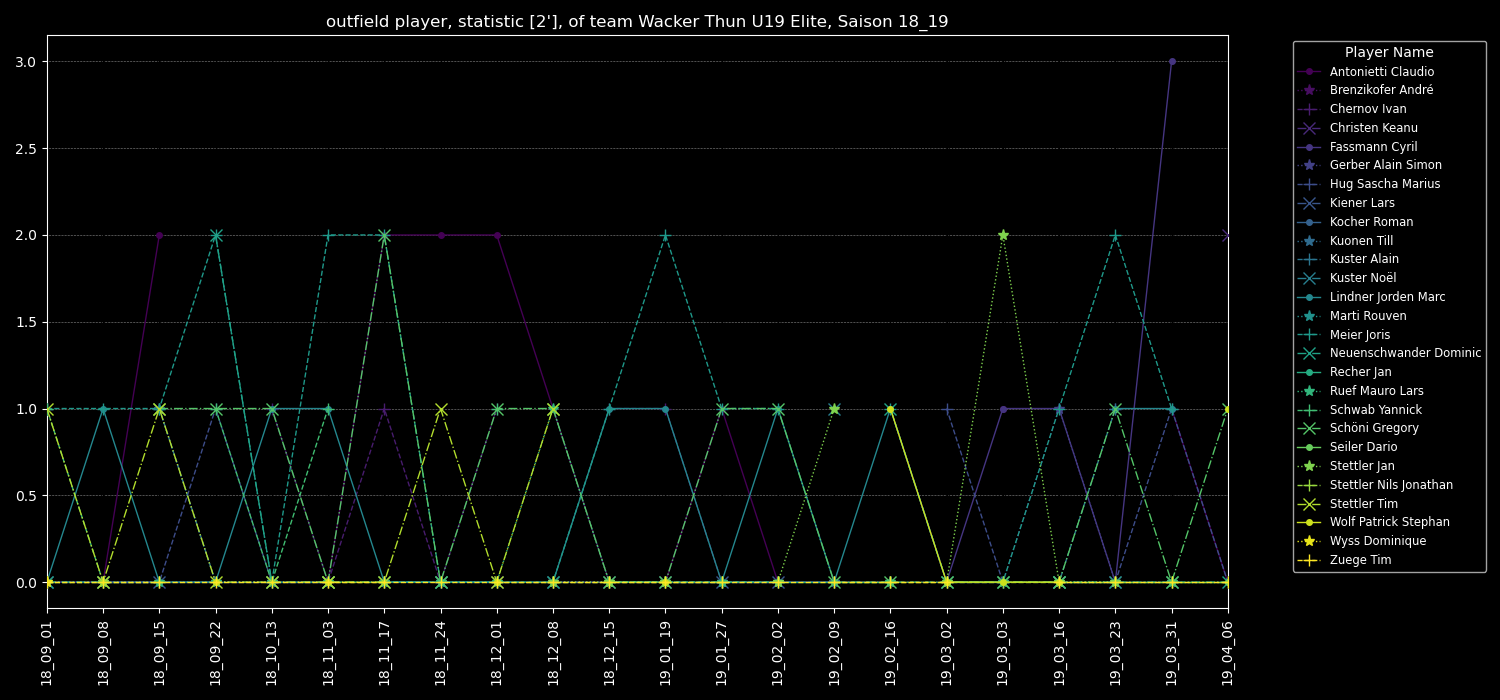 outfield player, statistic [2'], of team Wacker Thun U19 Elite, Saison 18_19
3.0
2.5
2.0
1.5
1.0
0.5
0.0
18_09_01
18_09_08
18_09_15
18_09_22
18_10_13
18_11_03
18_11_17
18_11_24
18_12_01
18_12_08
18_12_15
19_01_19
19_01_27
19_02_02
19_02_09
19_02_16
19_03_02
19_03_03
19_03_16
19_03_23
19_03_31
19_04_06
Player Name
Antonietti Claudio
Brenzikofer André
Chernov Ivan
Christen Keanu
Fassmann Cyril
Gerber Alain Simon
Hug Sascha Marius
Kiener Lars
Kocher Roman
Kuonen Till
Kuster Alain
Kuster Noël
Lindner Jorden Marc
Marti Rouven
Meier Joris
Neuenschwander Dominic
Recher Jan
Ruef Mauro Lars
Schwab Yannick
Schöni Gregory
Seiler Dario
Stettler Jan
Stettler Nils Jonathan
Stettler Tim
Wolf Patrick Stephan
Wyss Dominique
Zuege Tim